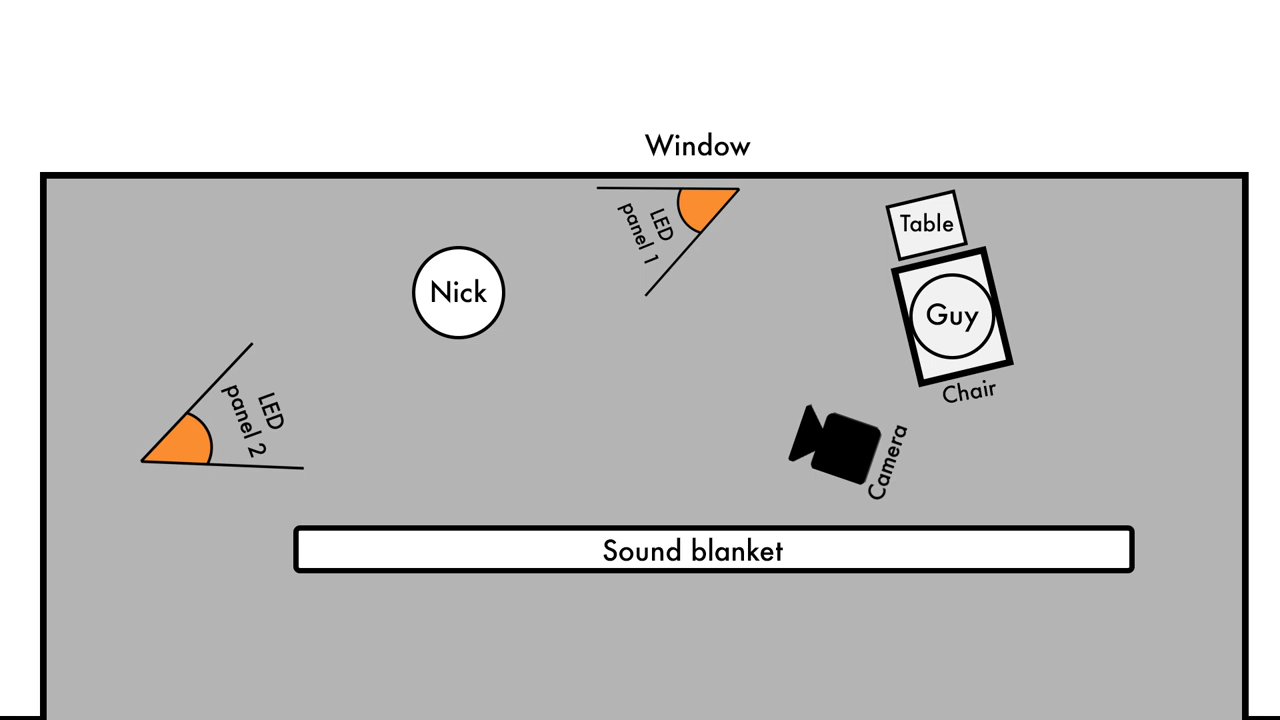 Window
Table
LED
panel 1
Nick
Guy
Chair
LED
panel 2
Camera
Sound blanket